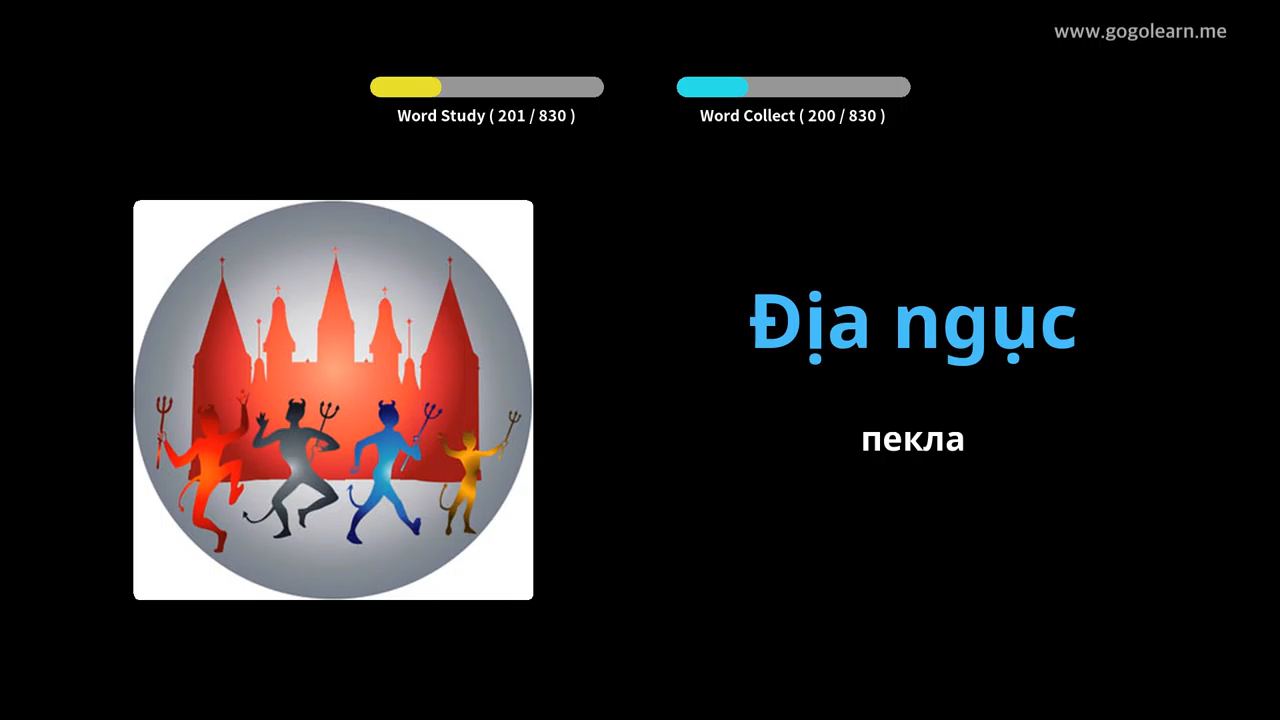 www.gogolearn.me
Word Study ( 201 / 830 )
Word Collect ( 200 / 830 )
Địa ngục
пекла